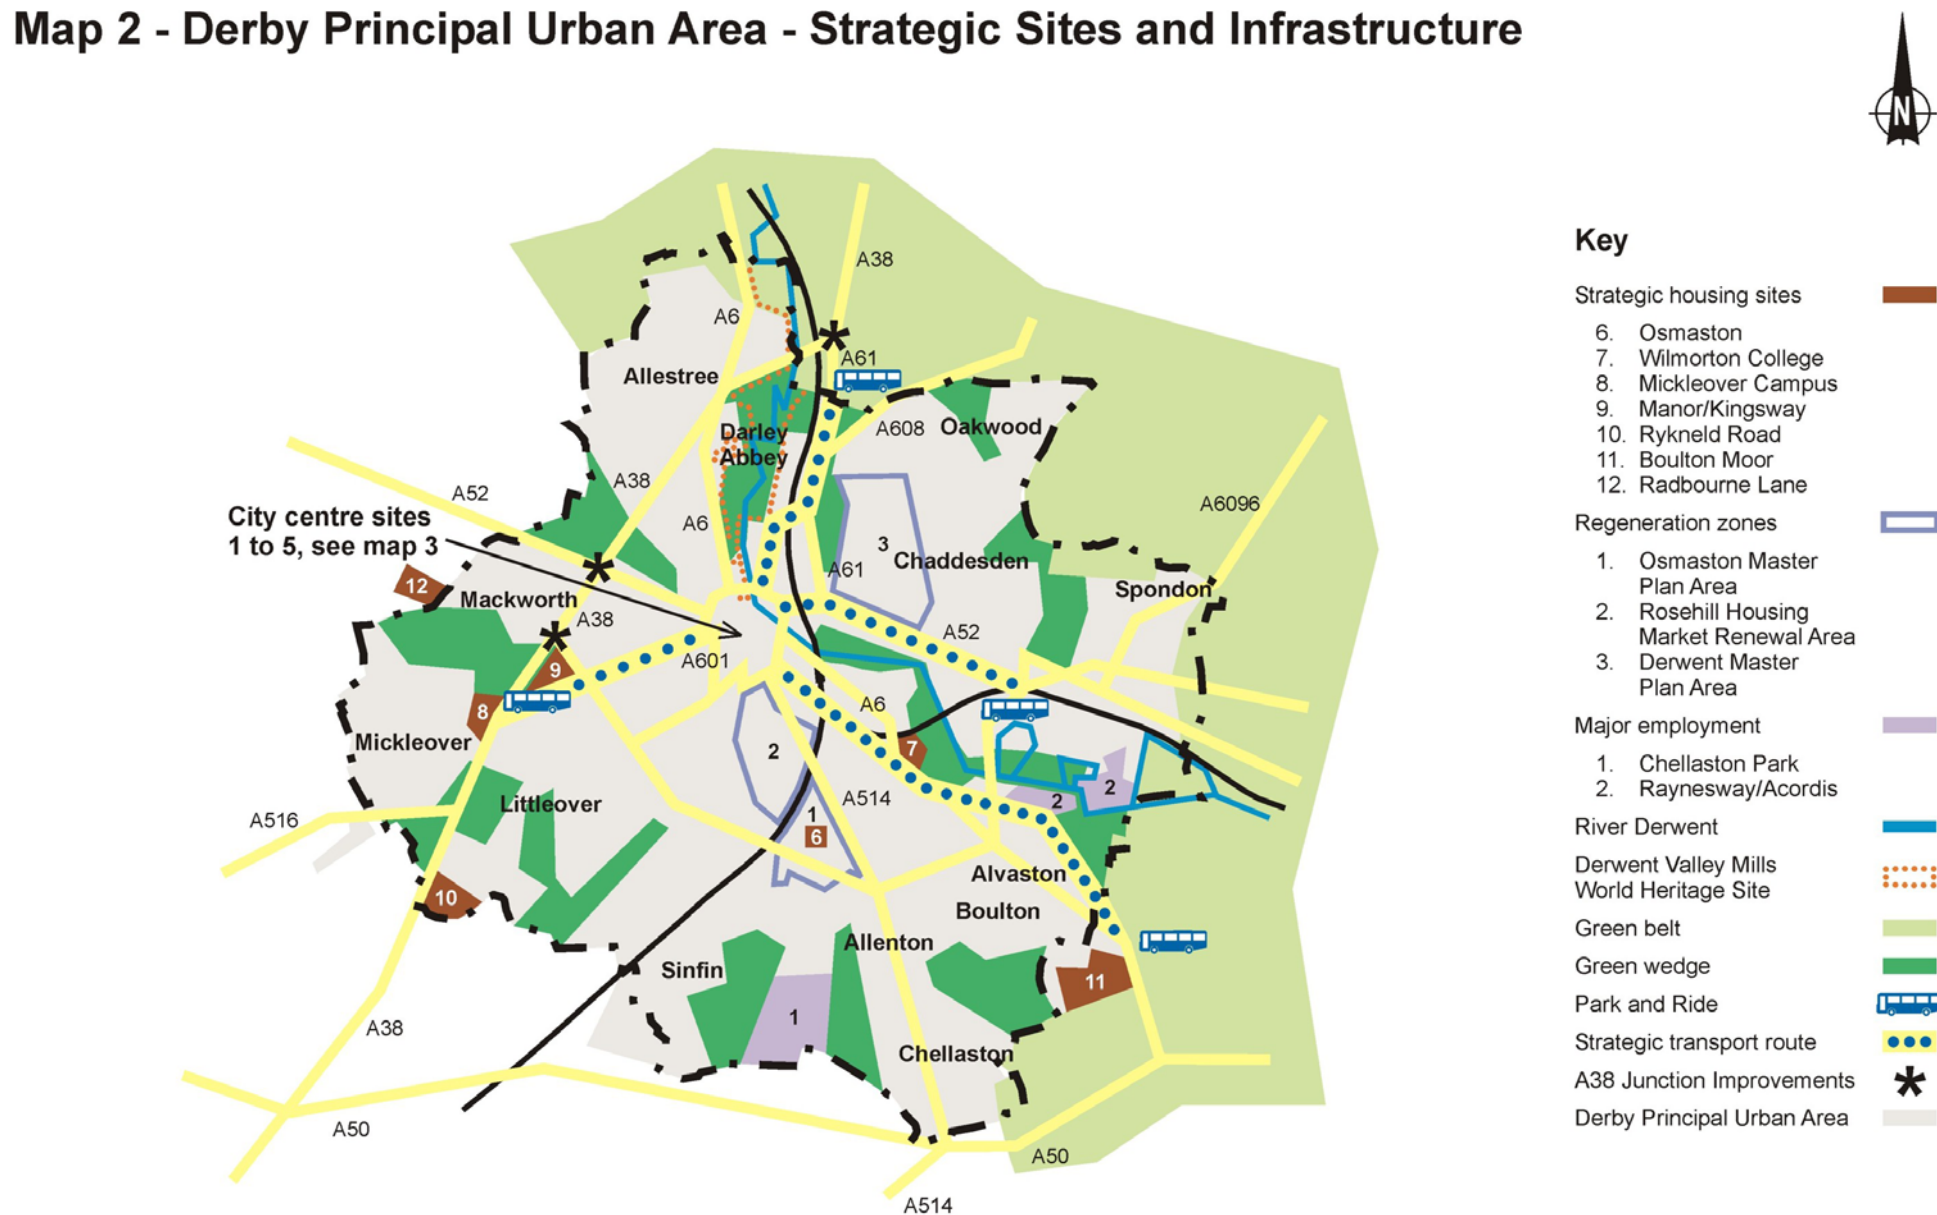 Map 2 - Derby Principal Urban Area - Strategic Sites and Infrastructure
N
A38
A6
A61
Allestree
A608
Oakwood
Darley
Abbey
A38
A52
A6096
City centre sites
1 to 5, see map 3
A6
3
Chaddesden
A61
12
Spondon
Mackworth
A38
A52
A601
9
8
A6
Mickleover
7
2
2
2
A514
Littleover
1
A516
6
Alvaston
10
Boulton
Allenton
Sinfin
11
1
A38
Chellaston
A50
A50
A514
Key
Strategic housing sites
6. Osmaston
7. Wilmorton College
8. Mickleover Campus
9. Manor/Kingsway
10. Rykneld Road
11. Boulton Moor
12. Radbourne Lane
Regeneration zones
1. Osmaston Master
Plan Area
2. Rosehill Housing
Market Renewal Area
3. Derwent Master
Plan Area
Major employment
1. Chellaston Park
2. Raynesway/Acordis
River Derwent
Derwent Valley Mills
World Heritage Site
Green belt
Green wedge
Park and Ride
Strategic transport route
A38 Junction Improvements
Derby Principal Urban Area